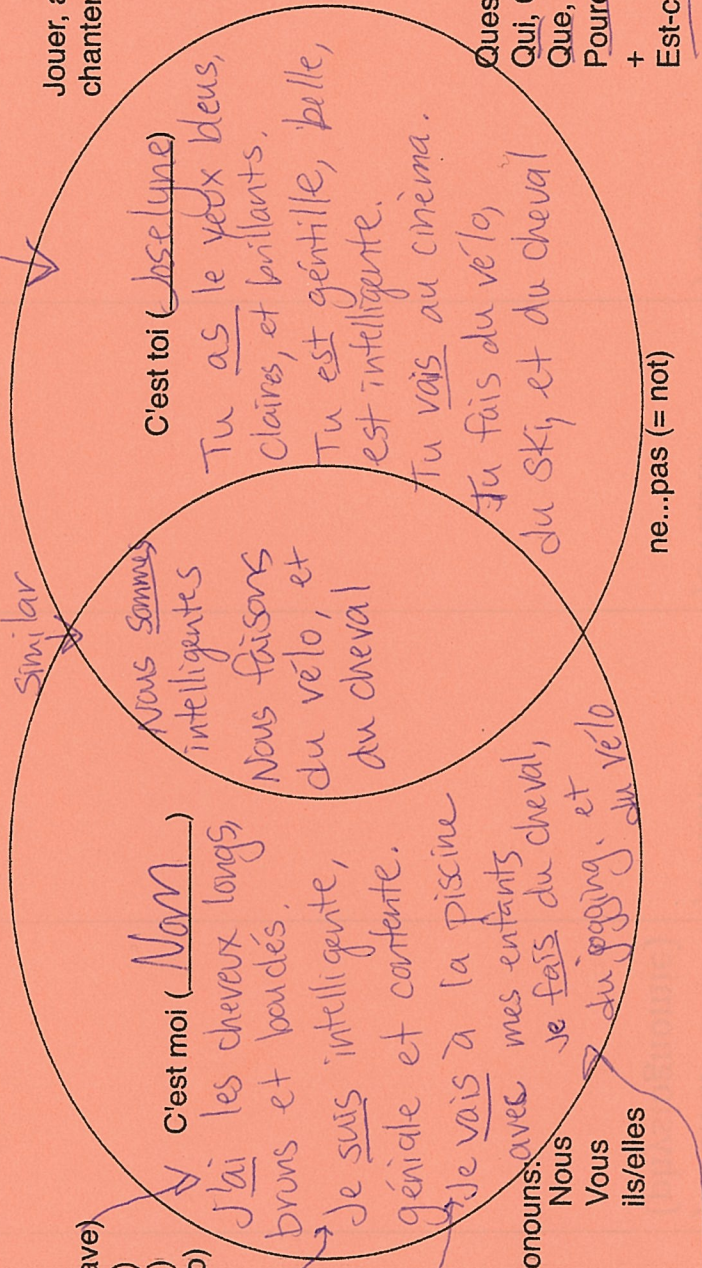 ave)
)
)
o)
C'est moi ( Nom )
J'ai les cheveux longs,
bruns et bouclés.
Je suis intelligente,
géniale et contente.
Je vais à la piscine
avec mes enfants
Je fais du cheval,
du jogging, et
du vélo
onouns:
Nous
Vous
ils/elles
Similar
Nous sommes
intelligentes
Nous faisons
du vélo, et
du cheval
Jouer, a
chanter
C'est toi (Joselyne)
Tu as le yeux bleus,
Claires, et brillants.
Tu est géntille, belle,
est intelligente.
Tu vais au cinéma.
Tu fais du vélo,
du ski, et du cheval
ne...pas (= not)
Ques
Qui,
Que,
Pourc
+
Est-c